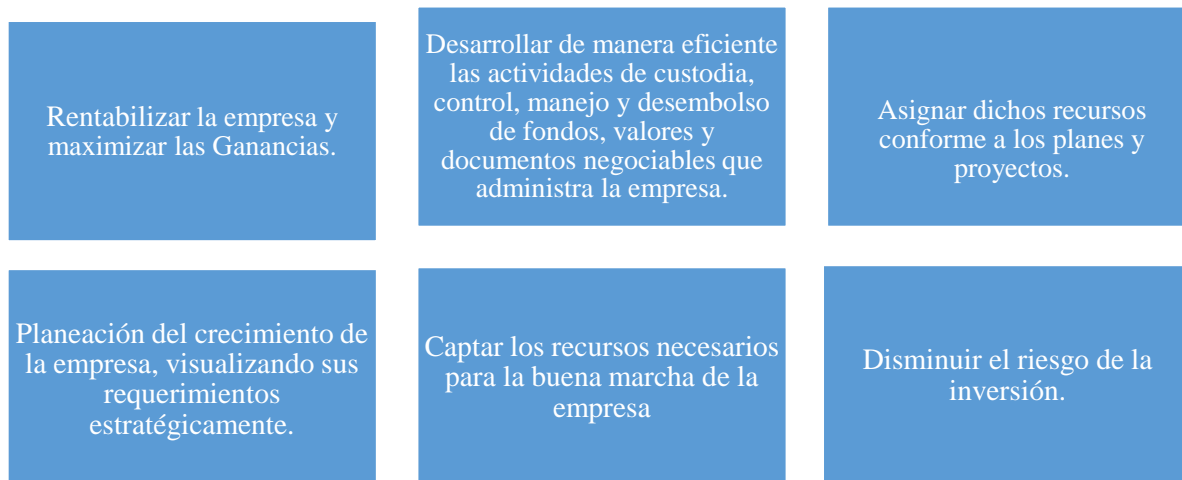 Rentabilizar la empresa y
maximizar las Ganancias.
Desarrollar de manera eficiente
las actividades de custodia,
control, manejo y desembolso
de fondos, valores y
documentos negociables que
administra la empresa.
Asignar dichos recursos
conforme a los planes y
proyectos.
Planeación del crecimiento de
la empresa, visualizando sus
requerimientos
estratégicamente.
Captar los recursos necesarios
para la buena marcha de la
empresa
Disminuir el riesgo de la
inversión.